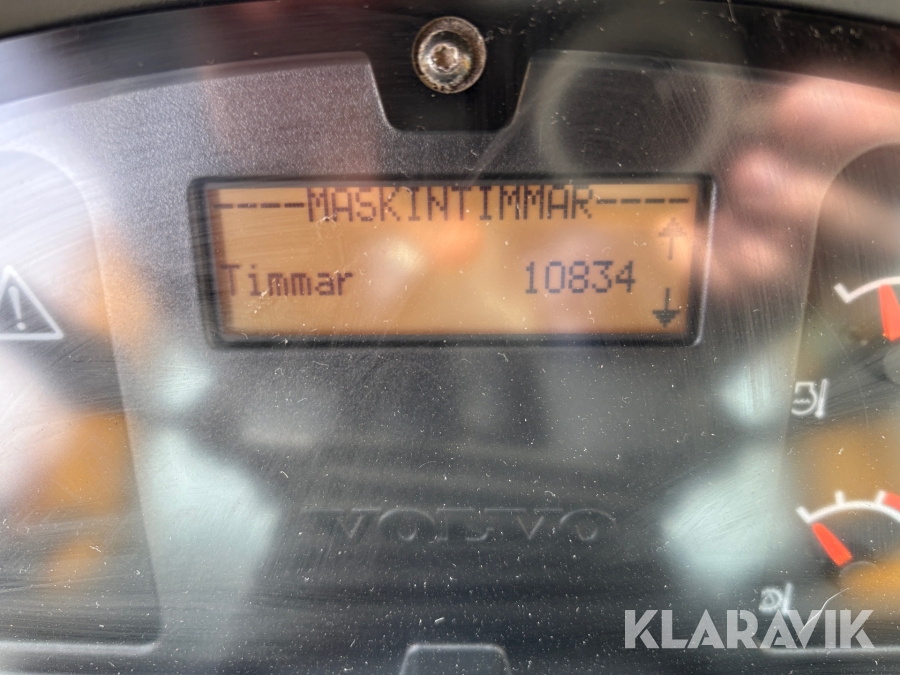 ----MASKINTIMMAR----
Timmar 10834
VOLVO
KLARAVIK